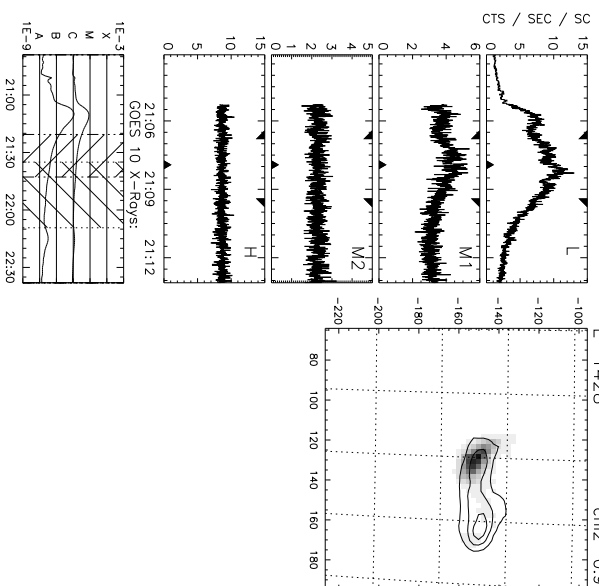 CTS / SEC / SC
0 5 10 15
L
0 2 4 6
M1
0 1 2 3 4 5
M2
0 5 10 15
H
21:06 21:09 21:12
GOES 10 X-Rays:
1E-9 A B C M X 1E-3
21:00 21:30 22:00 22:30
-220 -200 -180 -160 -140 -120 -100
80 100 120 140 160 180